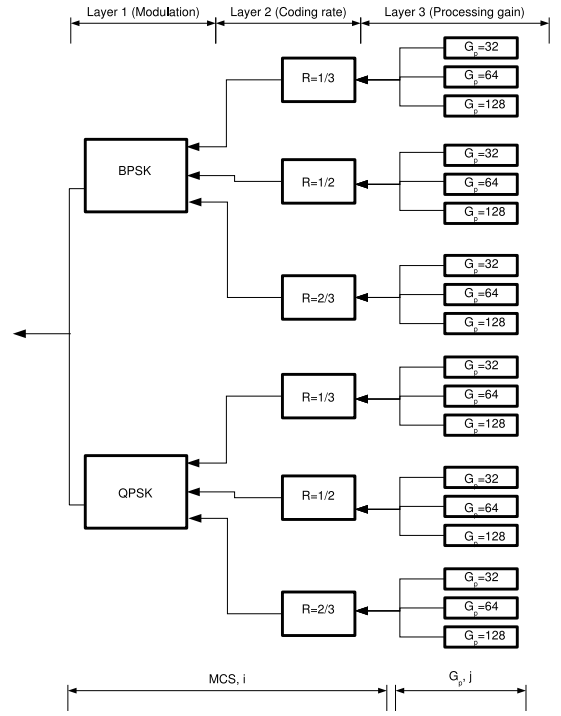 Layer 1 (Modulation) Layer 2 (Coding rate) Layer 3 (Processing gain)
Gp=32
R=1/3
Gp=64
Gp=128
BPSK
Gp=32
R=1/2
Gp=64
Gp=128
Gp=32
R=2/3
Gp=64
Gp=128
Gp=32
R=1/3
Gp=64
Gp=128
QPSK
Gp=32
R=1/2
Gp=64
Gp=128
Gp=32
R=2/3
Gp=64
Gp=128
MCS, i
Gp, j